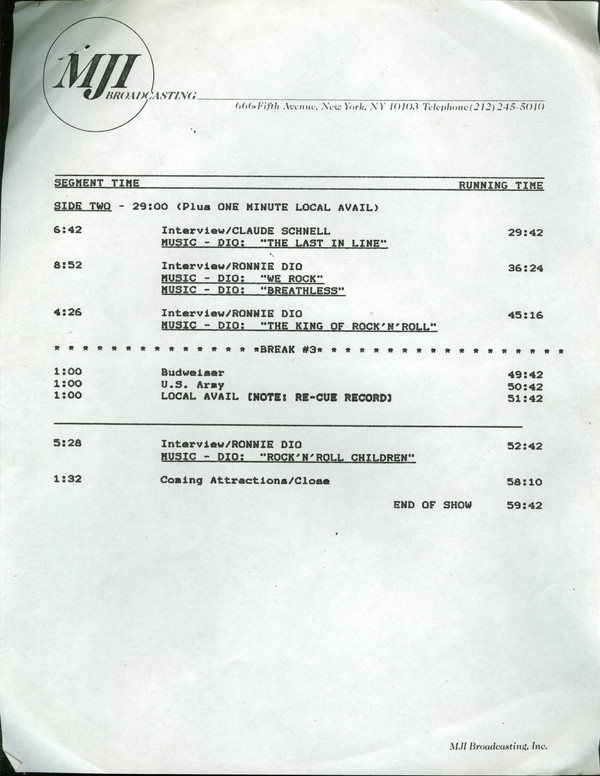 MJI
BROADCASTING
666 Fifth Avenue, New York, NY 10103 Telephone (212) 245-5010
SEGMENT TIME RUNNING TIME
SIDE TWO - 29:00 (Plus ONE MINUTE LOCAL AVAIL)
6:42 Interview/CLAUDE SCHNELL 29:42
MUSIC - DIO: "THE LAST IN LINE"
8:52 Interview/RONNIE DIO 36:24
MUSIC - DIO: "WE ROCK"
MUSIC - DIO: "BREATHLESS"
4:26 Interview/RONNIE DIO 45:16
MUSIC - DIO: "THE KING OF ROCK'N'ROLL"
* * * * * * * * * * * * * * *BREAK #3* * * * * * * * * * * * * * * * * *
1:00 Budweiser 49:42
1:00 U.S. Army 50:42
1:00 LOCAL AVAIL [NOTE: RE-CUE RECORD] 51:42
5:28 Interview/RONNIE DIO 52:42
MUSIC - DIO: "ROCK'N'ROLL CHILDREN"
1:32 Coming Attractions/Close 58:10
END OF SHOW 59:42
MJI Broadcasting, Inc.